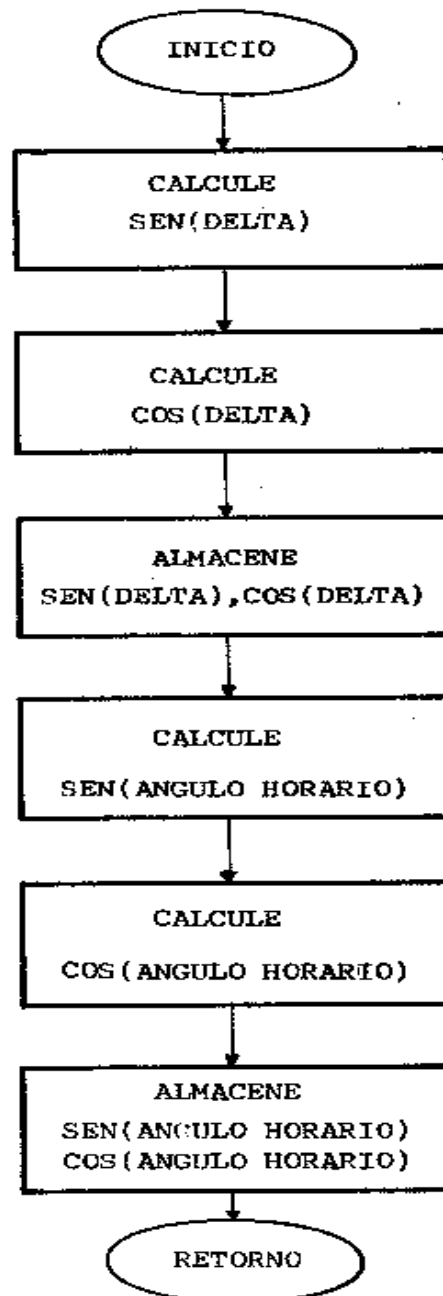 INICIO
CALCULE
SEN(DELTA)
CALCULE
COS(DELTA)
ALMACENE
SEN(DELTA),COS(DELTA)
CALCULE
SEN(ANGULO HORARIO)
CALCULE
COS(ANGULO HORARIO)
ALMACENE
SEN(ANGULO HORARIO)
COS(ANGULO HORARIO)
RETORNO